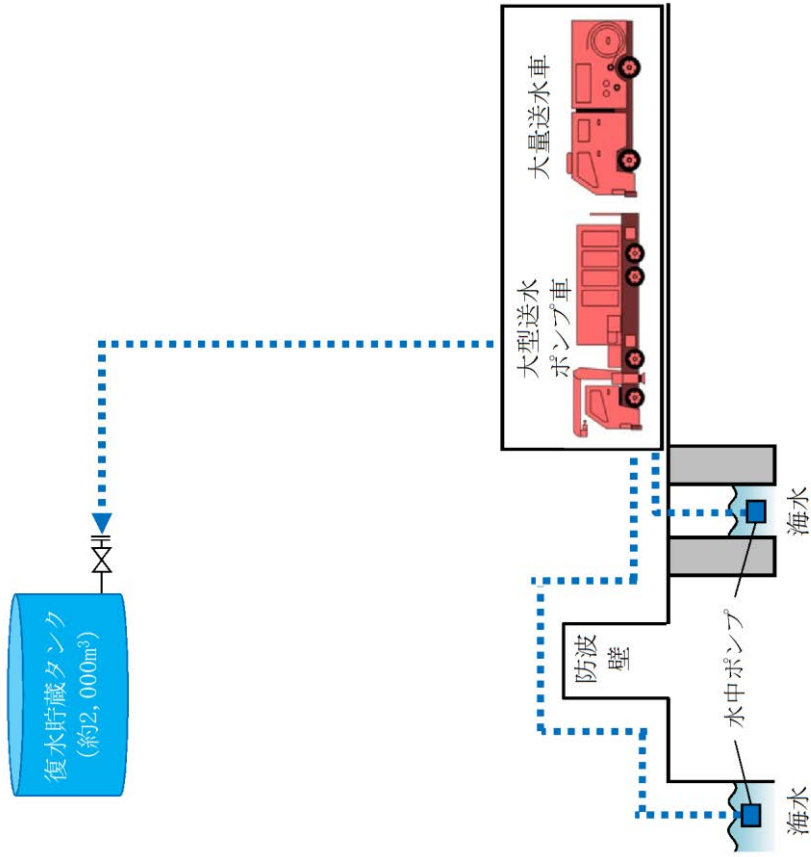 復水貯蔵タンク
(約2,000m³)
大型送水
ポンプ車
大量送水車
防波
壁
水中ポンプ
海水
海水